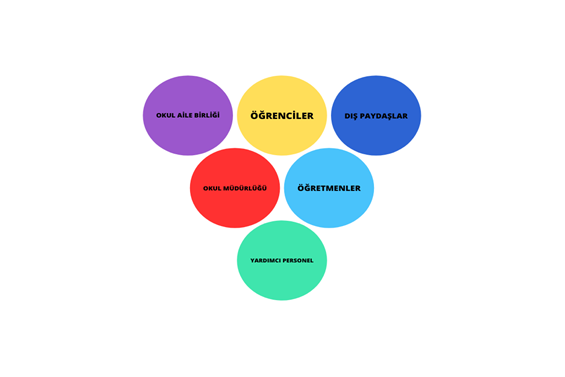 OKUL AİLE BİRLİĞİ
ÖĞRENCİLER
DIŞ PAYDAŞLAR
OKUL MÜDÜRLÜĞÜ
ÖĞRETMENLER
YARDIMCI PERSONEL